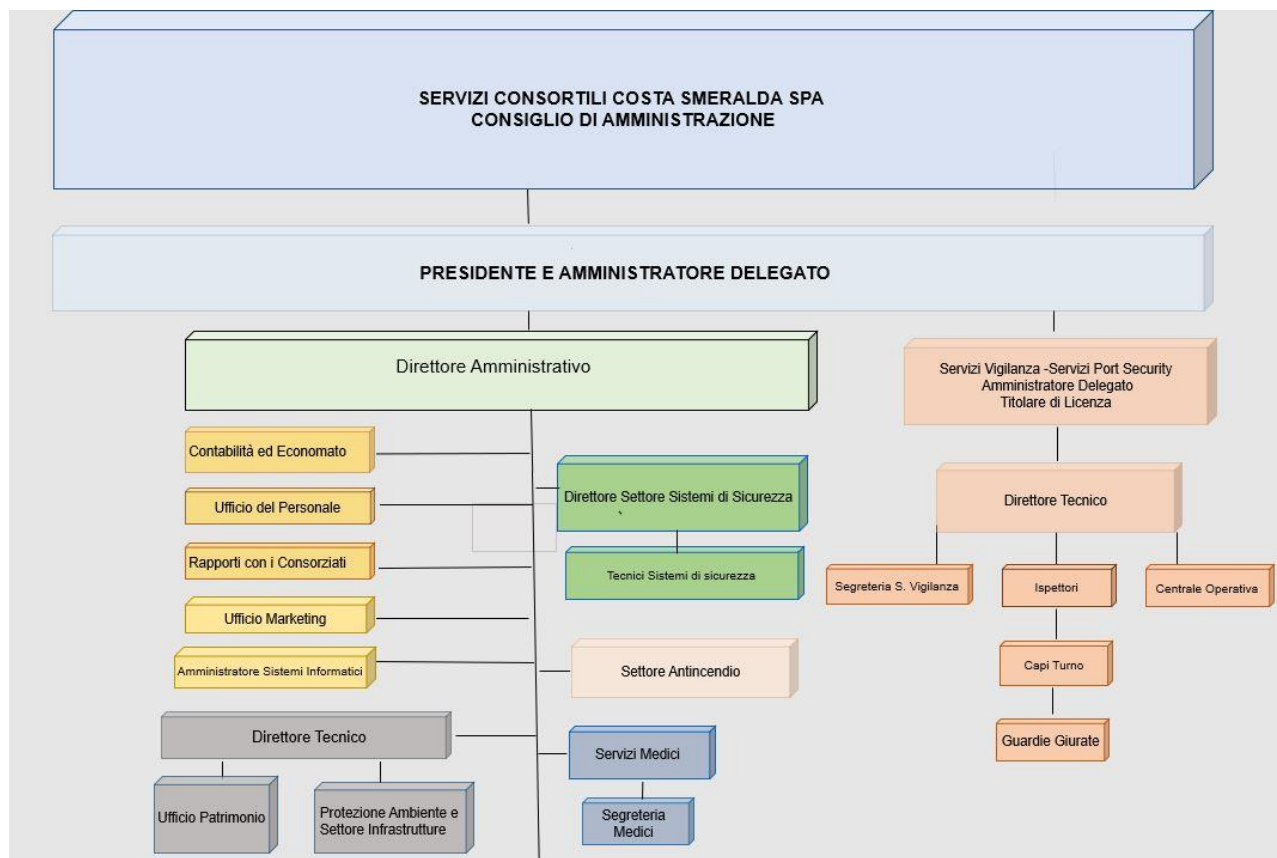 SERVIZI CONSORTILI COSTA SMERALDA SPA
CONSIGLIO DI AMMINISTRAZIONE
PRESIDENTE E AMMINISTRATORE DELEGATO
Direttore Amministrativo
Servizi Vigilanza -Servizi Port Security
Amministratore Delegato
Titolare di Licenza
Contabilità ed Economato
Direttore Settore Sistemi di Sicurezza
Direttore Tecnico
Ufficio del Personale
Rapporti con i Consorziati
Tecnici Sistemi di sicurezza
Segreteria S. Vigilanza
Ispettori
Centrale Operativa
Ufficio Marketing
Amministratore Sistemi Informatici
Settore Antincendio
Capi Turno
Direttore Tecnico
Servizi Medici
Guardie Giurate
Ufficio Patrimonio
Protezione Ambiente e
Settore Infrastrutture
Segreteria
Medici